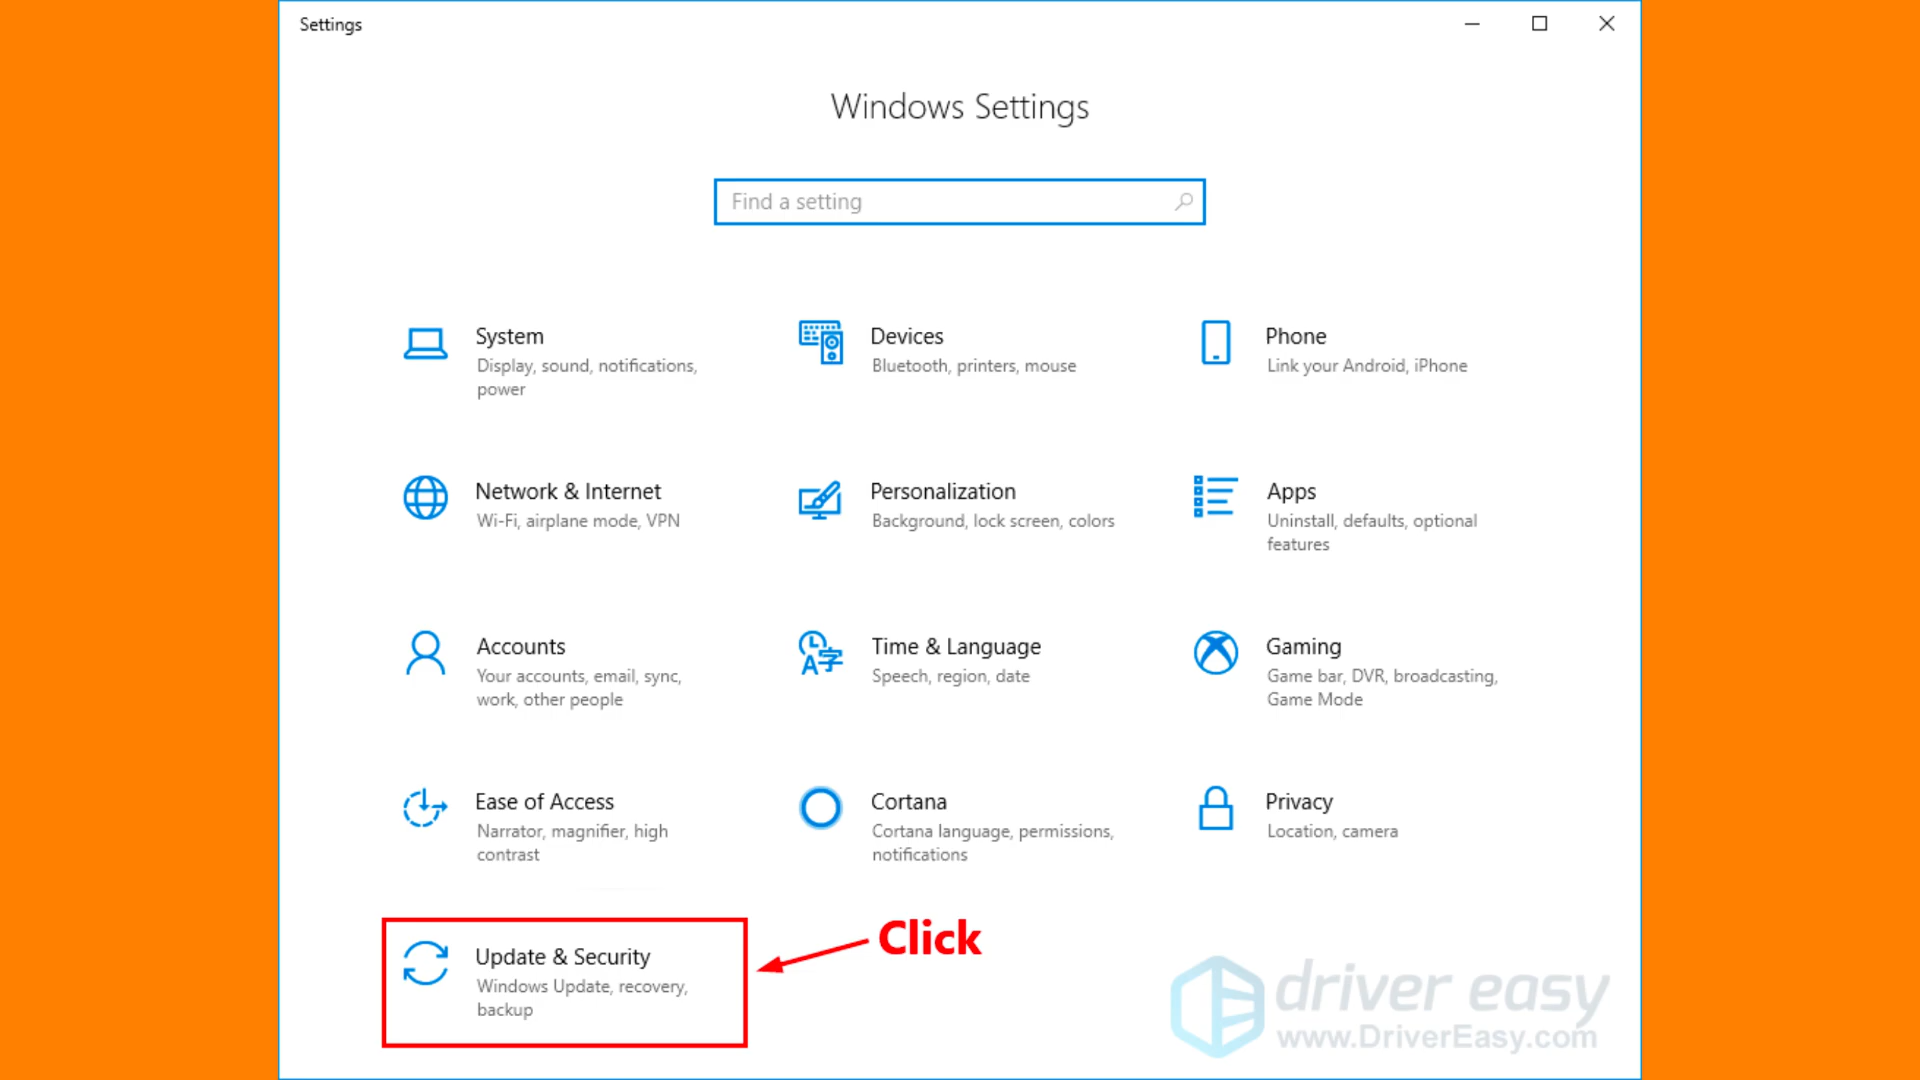 Settings
Windows Settings
Find a setting
System
Display, sound, notifications,
power
Devices
Bluetooth, printers, mouse
Phone
Link your Android, iPhone
Network & Internet
Wi-Fi, airplane mode, VPN
Personalization
Background, lock screen, colors
Apps
Uninstall, defaults, optional
features
Accounts
Your accounts, email, sync,
work, other people
Time & Language
Speech, region, date
Gaming
Game bar, DVR, broadcasting,
Game Mode
Ease of Access
Narrator, magnifier, high
contrast
Cortana
Cortana language, permissions,
notifications
Privacy
Location, camera
Update & Security
Windows Update, recovery,
backup
Click
driver easy
www.DriverEasy.com